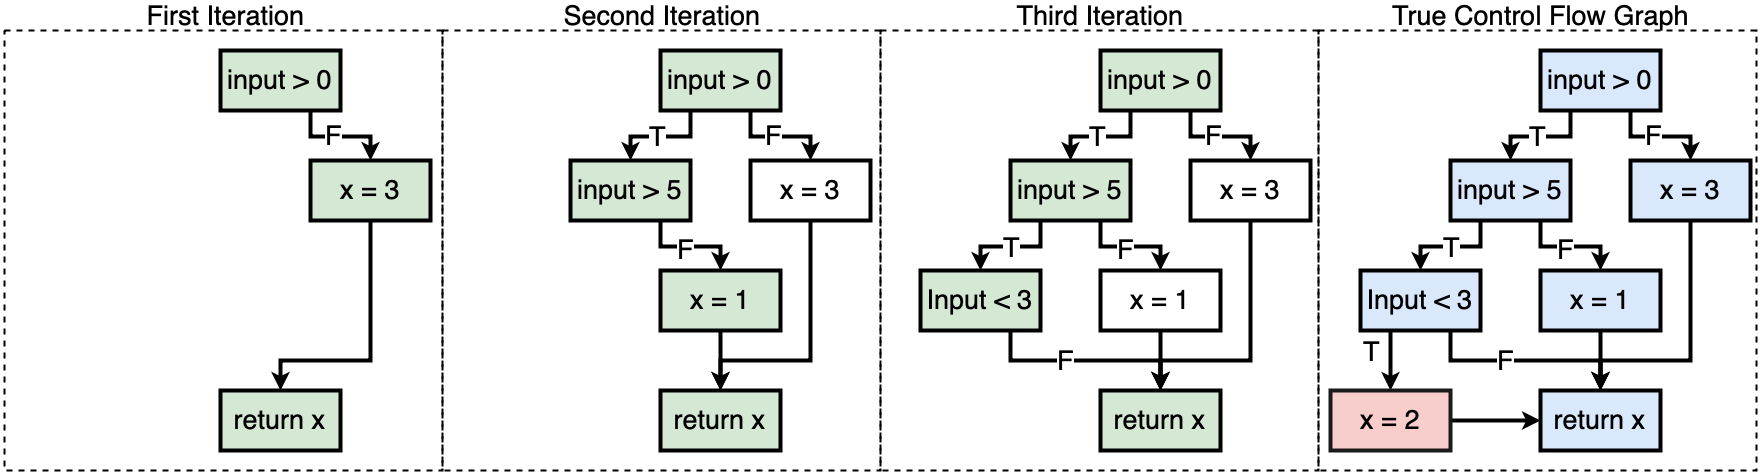 First Iteration
input > 0
F
x = 3
return x
Second Iteration
input > 0
T
F
input > 5
x = 3
F
x = 1
return x
Third Iteration
input > 0
T
F
input > 5
x = 3
T
F
Input < 3
x = 1
F
return x
True Control Flow Graph
input > 0
T
F
input > 5
x = 3
T
F
Input < 3
x = 1
T
F
x = 2
return x